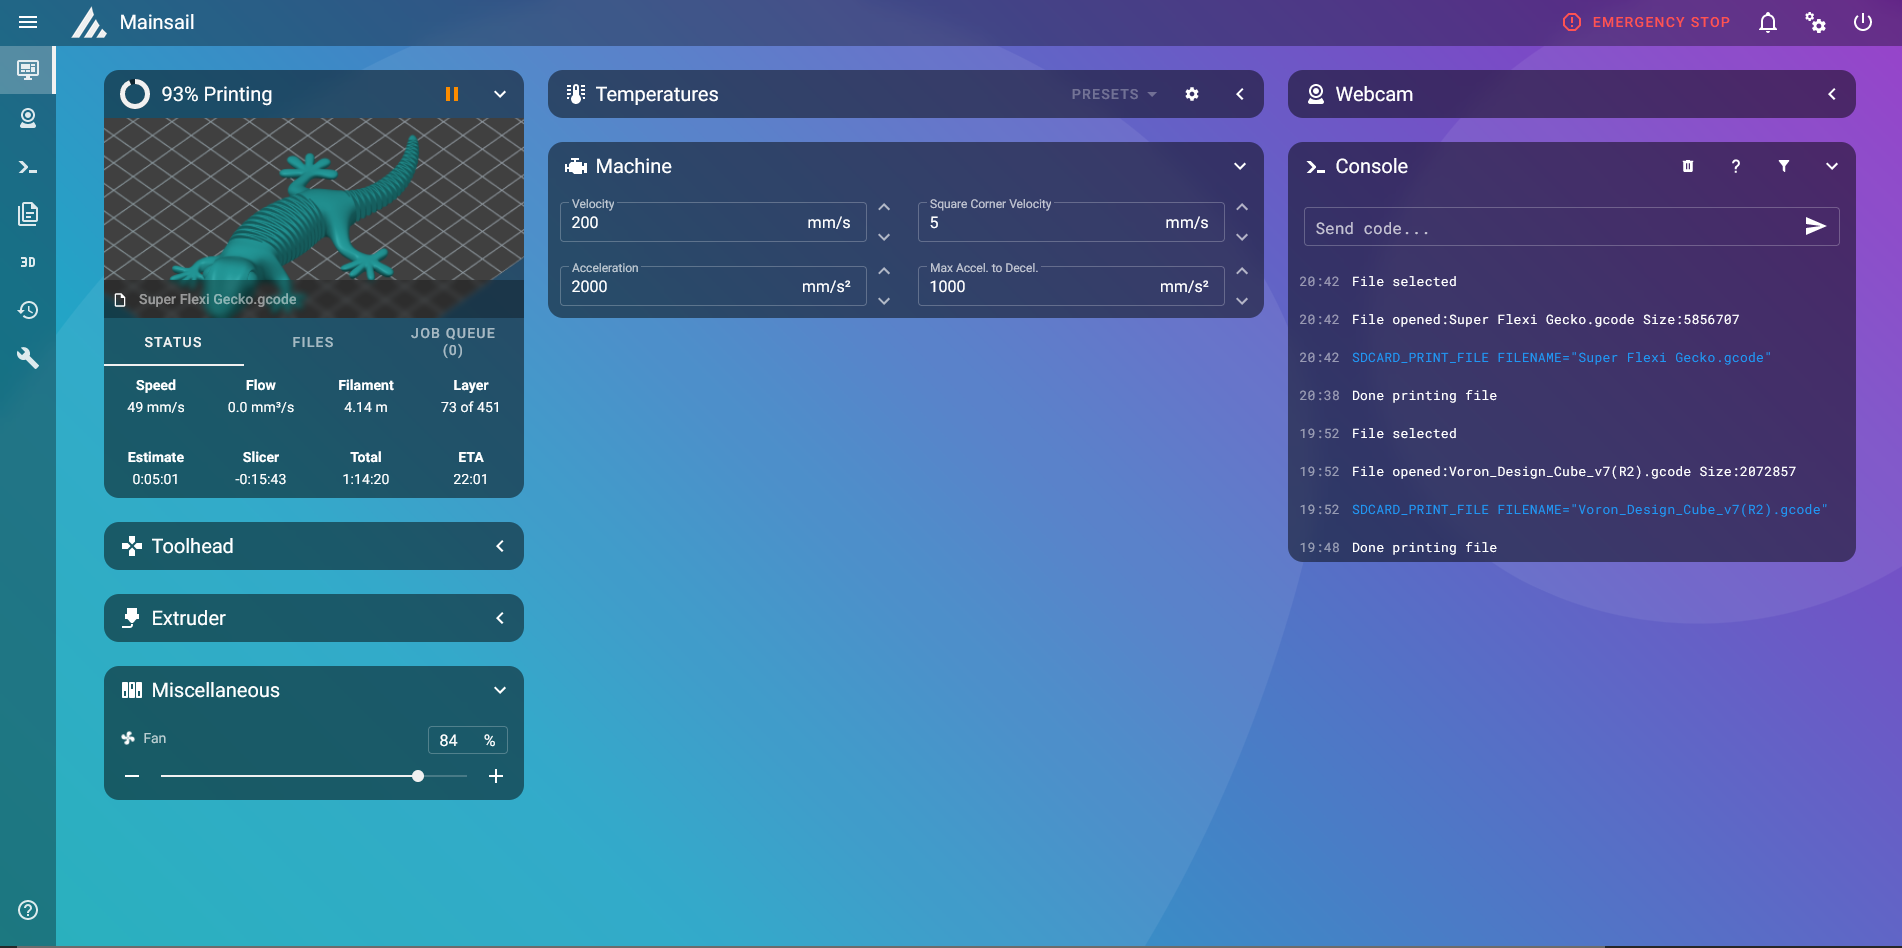 Mainsail
EMERGENCY STOP
93% Printing
Super Flexi Gecko.gcode
STATUS
FILES
JOB QUEUE
(0)
Speed
Flow
Filament
Layer
49 mm/s
0.0 mm³/s
4.14 m
73 of 451
Estimate
Slicer
Total
ETA
0:05:01
-0:15:43
1:14:20
22:01
Toolhead
Extruder
Miscellaneous
Fan
84 %
Temperatures
PRESETS
Machine
Velocity
200 mm/s
Square Corner Velocity
5 mm/s
Acceleration
2000 mm/s²
Max Accel. to Decel.
1000 mm/s²
Webcam
Console
Send code...
20:42 File selected
20:42 File opened:Super Flexi Gecko.gcode Size:5856707
20:42 SDCARD_PRINT_FILE FILENAME="Super Flexi Gecko.gcode"
20:38 Done printing file
19:52 File selected
19:52 File opened:Voron_Design_Cube_v7(R2).gcode Size:2072857
19:52 SDCARD_PRINT_FILE FILENAME="Voron_Design_Cube_v7(R2).gcode"
19:48 Done printing file
3D